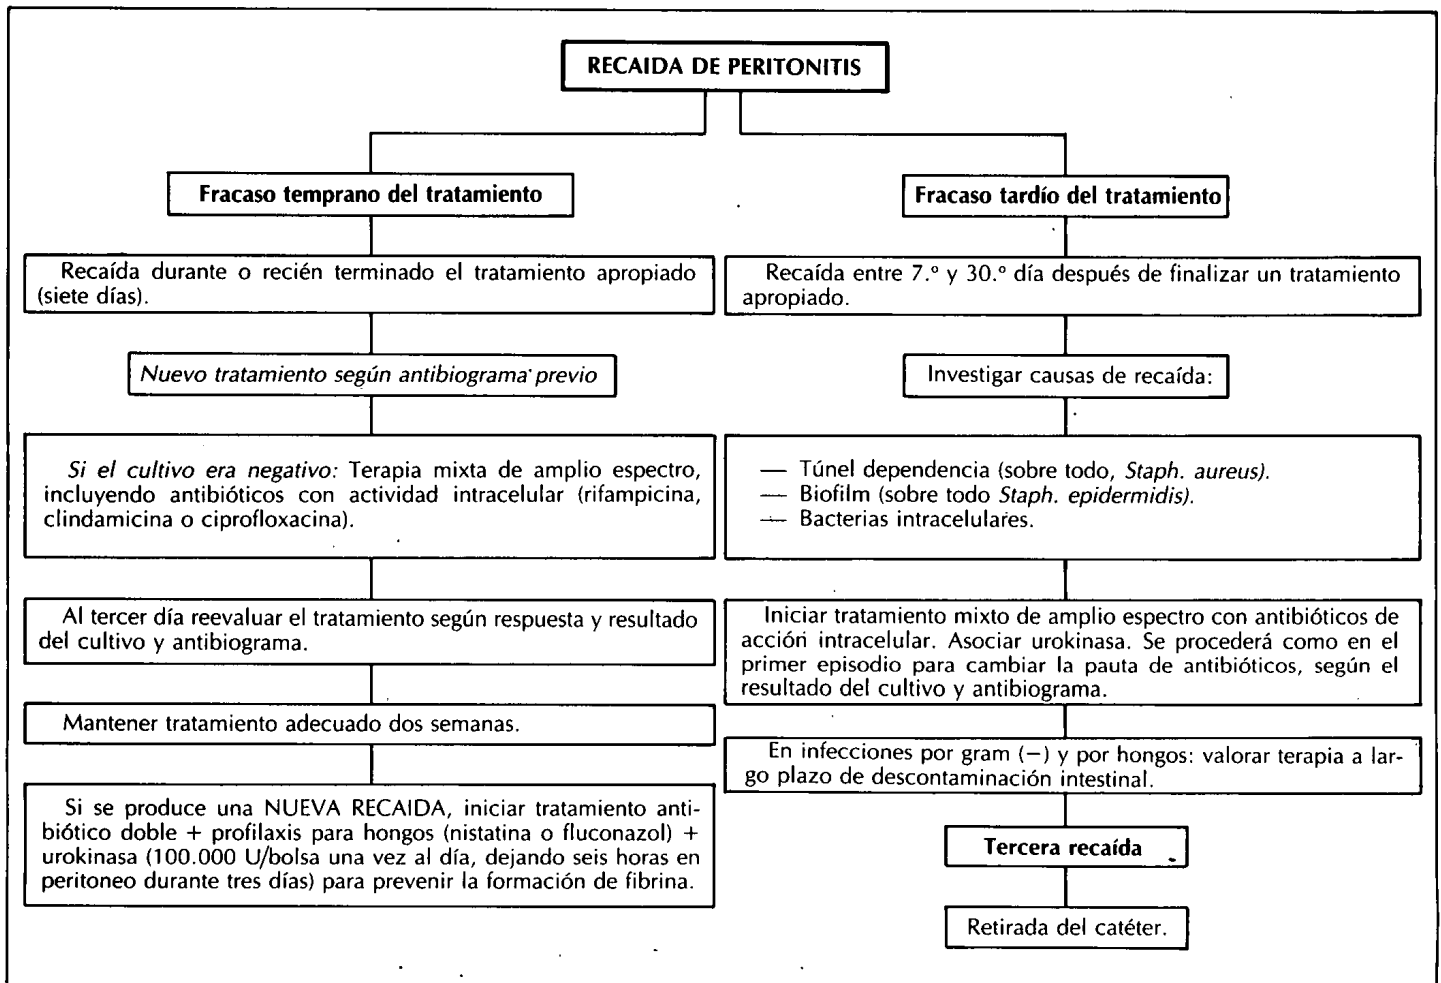 RECAIDA DE PERITONITIS
Fracaso temprano del tratamiento
Recaída durante o recién terminado el tratamiento apropiado
(siete días).
Nuevo tratamiento según antibiograma previo
Si el cultivo era negativo: Terapia mixta de amplio espectro,
incluyendo antibióticos con actividad intracelular (rifampicina,
clindamicina o ciprofloxacina).
Al tercer día reevaluar el tratamiento según respuesta y resultado
del cultivo y antibiograma.
Mantener tratamiento adecuado dos semanas.
Si se produce una NUEVA RECAIDA, iniciar tratamiento anti-
biótico doble + profilaxis para hongos (nistatina o fluconazol) +
urokinasa (100.000 U/bolsa una vez al día, dejando seis horas en
peritoneo durante tres días) para prevenir la formación de fibrina.
Fracaso tardío del tratamiento
Recaída entre 7.º y 30.º día después de finalizar un tratamiento
apropiado.
Investigar causas de recaída:
— Túnel dependencia (sobre todo, Staph. aureus).
— Biofilm (sobre todo Staph. epidermidis).
— Bacterias intracelulares.
Iniciar tratamiento mixto de amplio espectro con antibióticos de
acción intracelular. Asociar urokinasa. Se procederá como en el
primer episodio para cambiar la pauta de antibióticos, según el
resultado del cultivo y antibiograma.
En infecciones por gram (−) y por hongos: valorar terapia a lar-
go plazo de descontaminación intestinal.
Tercera recaída
Retirada del catéter.